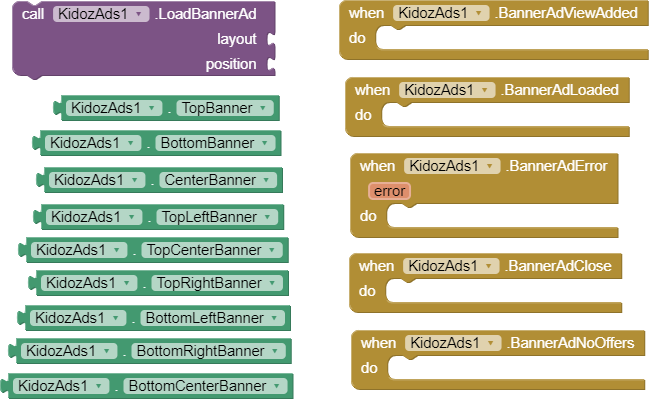 call KidozAds1 .LoadBannerAd
layout
position
KidozAds1 . TopBanner
KidozAds1 . BottomBanner
KidozAds1 . CenterBanner
KidozAds1 . TopLeftBanner
KidozAds1 . TopCenterBanner
KidozAds1 . TopRightBanner
KidozAds1 . BottomLeftBanner
KidozAds1 . BottomRightBanner
KidozAds1 . BottomCenterBanner
when KidozAds1 .BannerAdViewAdded
do
when KidozAds1 .BannerAdLoaded
do
when KidozAds1 .BannerAdError
error
do
when KidozAds1 .BannerAdClose
do
when KidozAds1 .BannerAdNoOffers
do